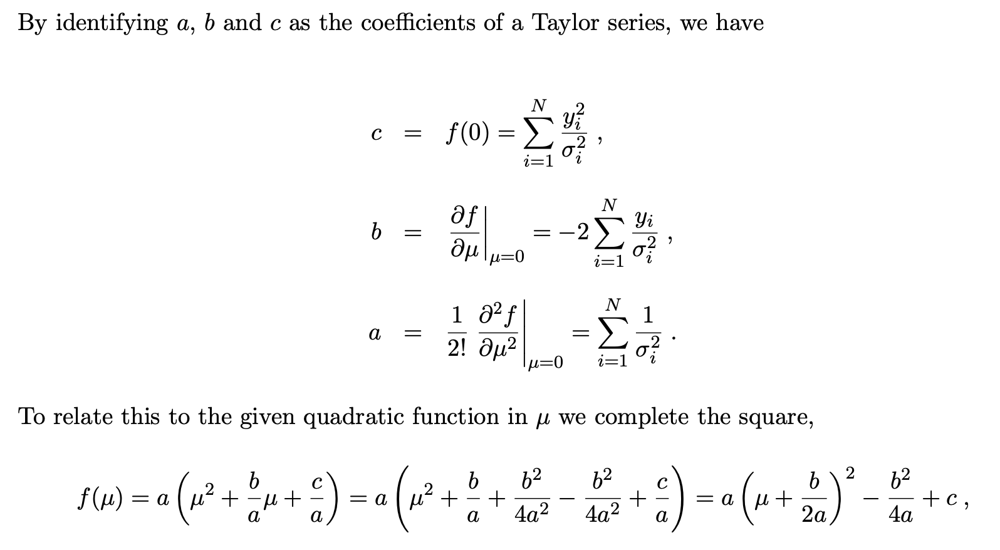 By identifying a, b and c as the coefficients of a Taylor series, we have
c = f(0) = \sum_{i=1}^{N} \frac{y_i^2}{\sigma_i^2} ,
b = \left. \frac{\partial f}{\partial \mu} \right|_{\mu=0} = -2 \sum_{i=1}^{N} \frac{y_i}{\sigma_i^2} ,
a = \frac{1}{2!} \left. \frac{\partial^2 f}{\partial \mu^2} \right|_{\mu=0} = \sum_{i=1}^{N} \frac{1}{\sigma_i^2} .
To relate this to the given quadratic function in μ we complete the square,
f(\mu) = a \left( \mu^2 + \frac{b}{a} \mu + \frac{c}{a} \right) = a \left( \mu^2 + \frac{b}{a} + \frac{b^2}{4a^2} - \frac{b^2}{4a^2} + \frac{c}{a} \right) = a \left( \mu + \frac{b}{2a} \right)^2 - \frac{b^2}{4a} + c ,